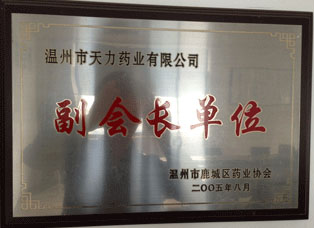 温州市天力药业有限公司
副会长单位
温州市鹿城区药业协会
二〇〇五年八月